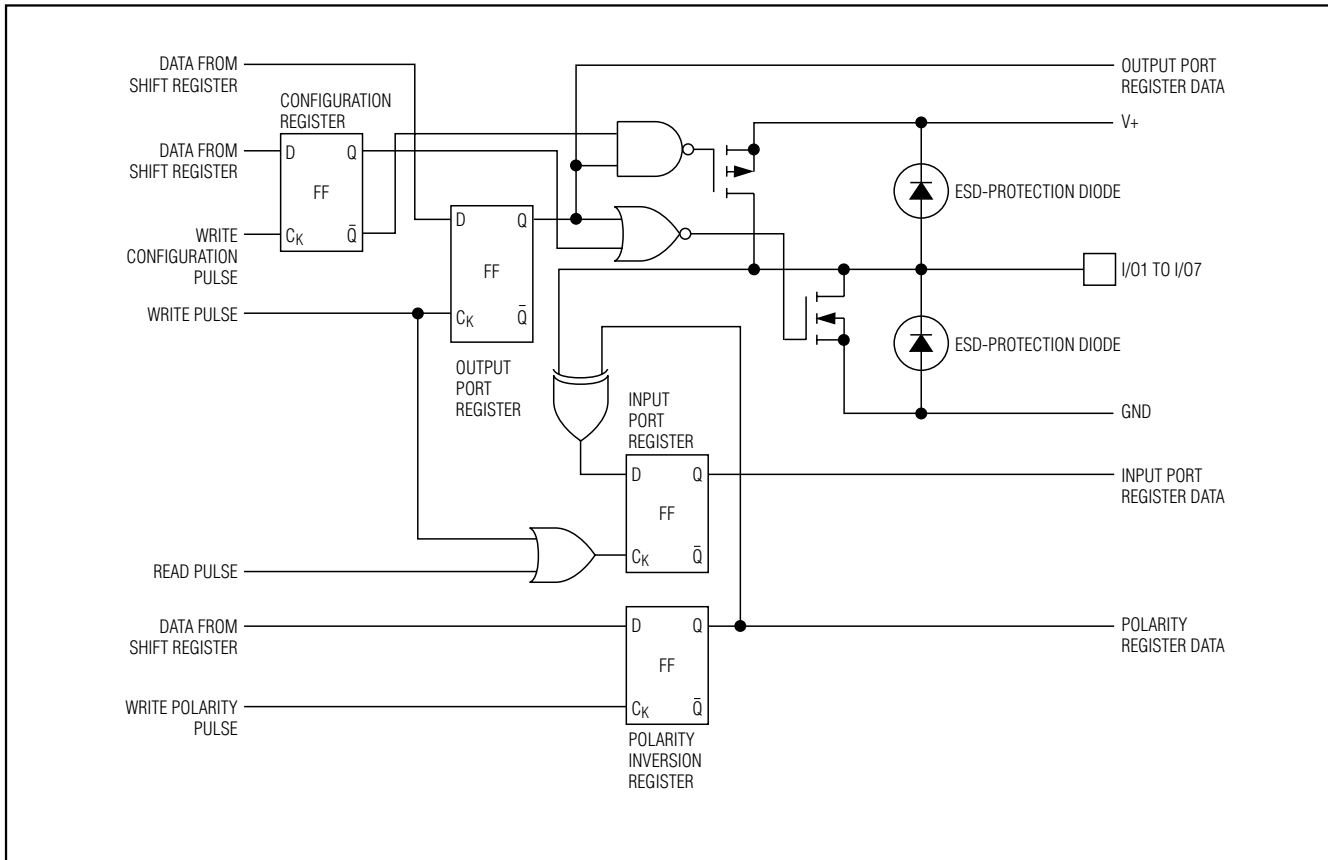 DATA FROM
SHIFT REGISTER
CONFIGURATION
REGISTER
DATA FROM
SHIFT REGISTER
D
Q
FF
CK
Q̄
WRITE
CONFIGURATION
PULSE
WRITE PULSE
D
Q
FF
CK
Q̄
OUTPUT
PORT
REGISTER
OUTPUT PORT
REGISTER DATA
V+
ESD-PROTECTION DIODE
I/O1 TO I/O7
ESD-PROTECTION DIODE
GND
INPUT
PORT
REGISTER
D
Q
FF
CK
Q̄
INPUT PORT
REGISTER DATA
READ PULSE
DATA FROM
SHIFT REGISTER
D
Q
FF
CK
Q̄
POLARITY
REGISTER DATA
WRITE POLARITY
PULSE
POLARITY
INVERSION
REGISTER